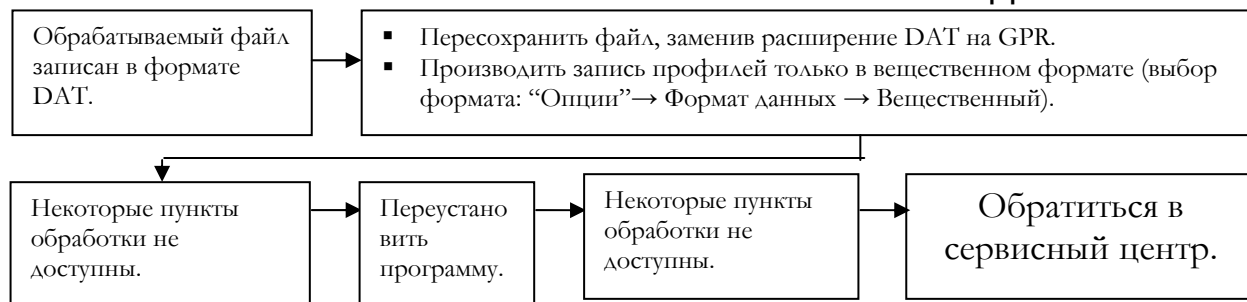 Обрабатываемый файл
записан в формате
DAT.
▪ Пересохранить файл, заменив расширение DAT на GPR.
▪ Производить запись профилей только в вещественном формате (выбор
формата: “Опции”→ Формат данных → Вещественный).
Некоторые пункты
обработки не
доступны.
Переустано
вить
программу.
Некоторые пункты
обработки не
доступны.
Обратиться в
сервисный центр.